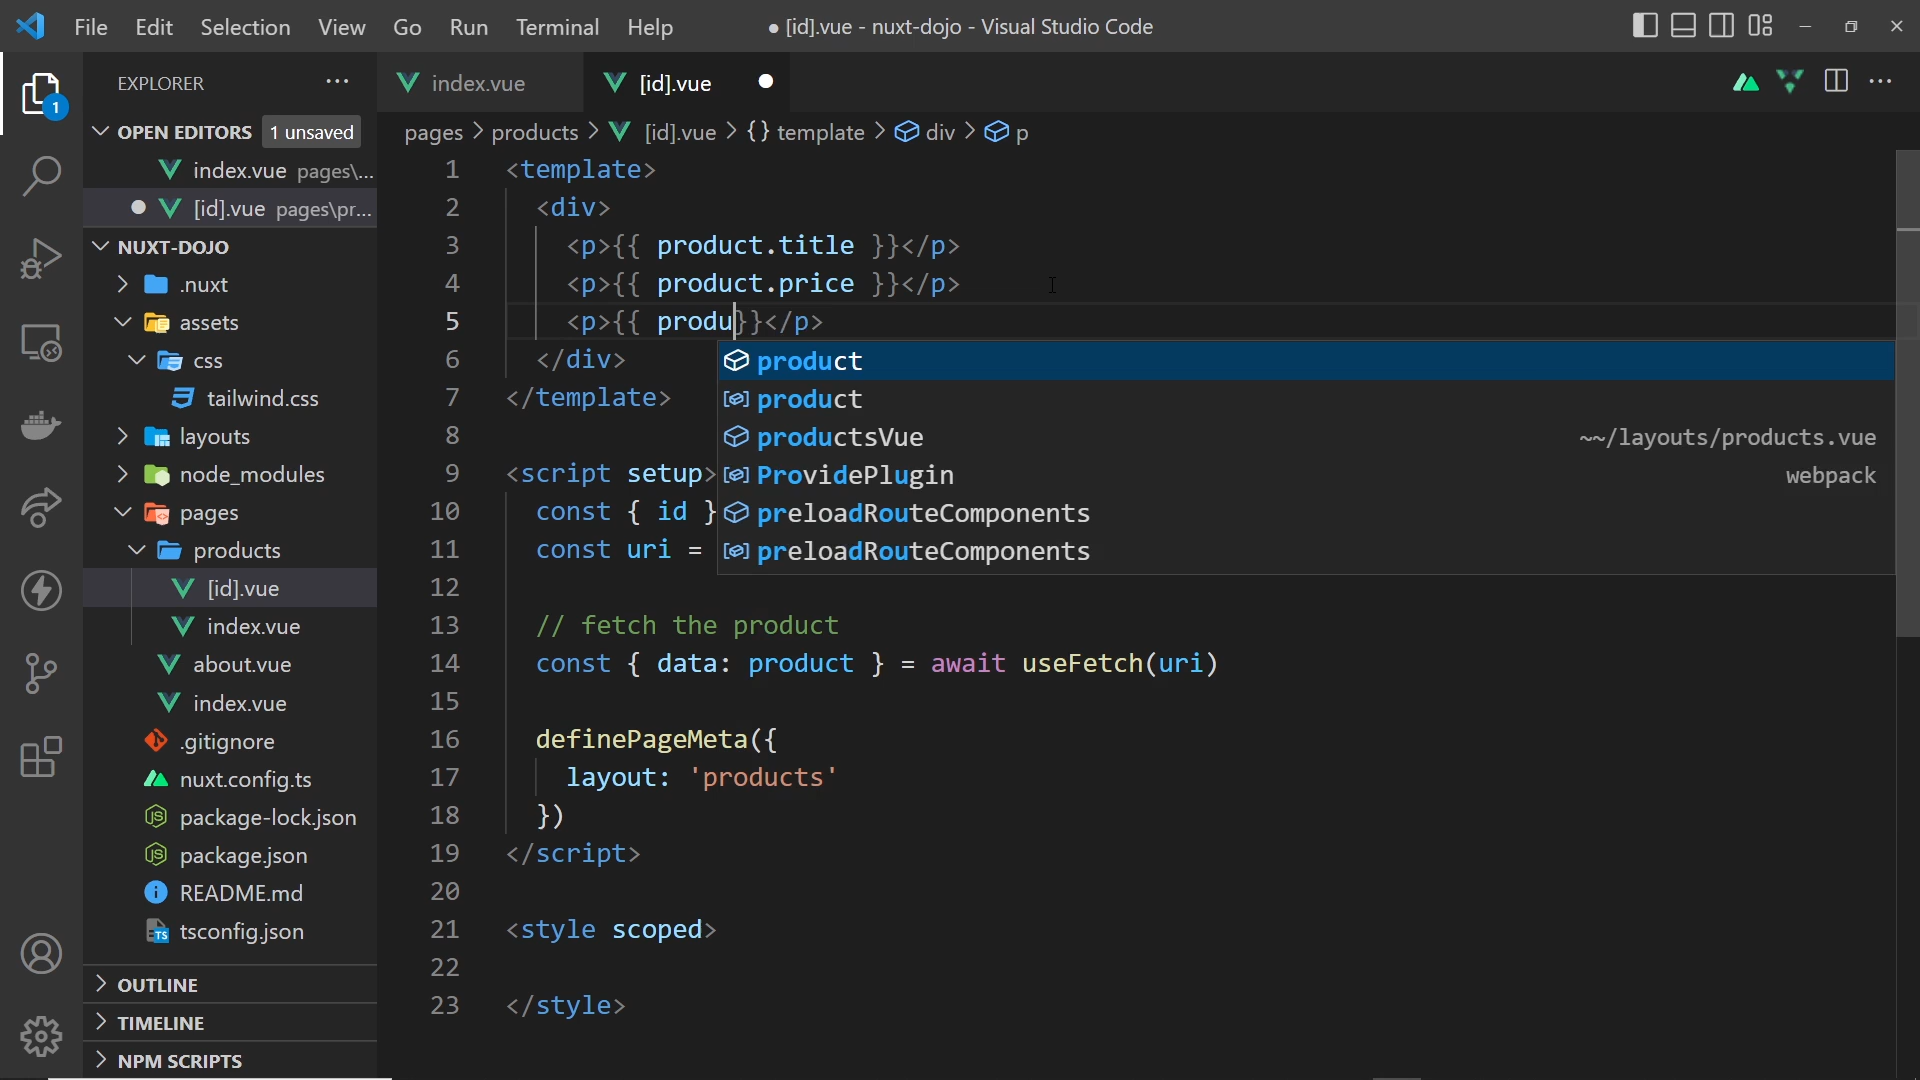 File Edit Selection View Go Run Terminal Help ● [id].vue - nuxt-dojo - Visual Studio Code
EXPLORER ···
1
OPEN EDITORS 1 unsaved
index.vue pages\...
[id].vue pages\pr...
NUXT-DOJO
.nuxt
assets
css
tailwind.css
layouts
node_modules
pages
products
[id].vue
index.vue
about.vue
index.vue
.gitignore
nuxt.config.ts
package-lock.json
package.json
README.md
tsconfig.json
OUTLINE
TIMELINE
NPM SCRIPTS
index.vue [id].vue
pages > products > [id].vue > {} template > div > p
1 <template>
2 <div>
3 <p>{{ product.title }}</p>
4 <p>{{ product.price }}</p>
5 <p>{{ produ}}</p>
6 </div>
7 </template>
8
9 <script setup>
10 const { id }
11 const uri =
12
13 // fetch the product
14 const { data: product } = await useFetch(uri)
15
16 definePageMeta({
17 layout: 'products'
18 })
19 </script>
20
21 <style scoped>
22
23 </style>
product
product
productsVue ~~/layouts/products.vue
ProvidePlugin webpack
preloadRouteComponents
preloadRouteComponents